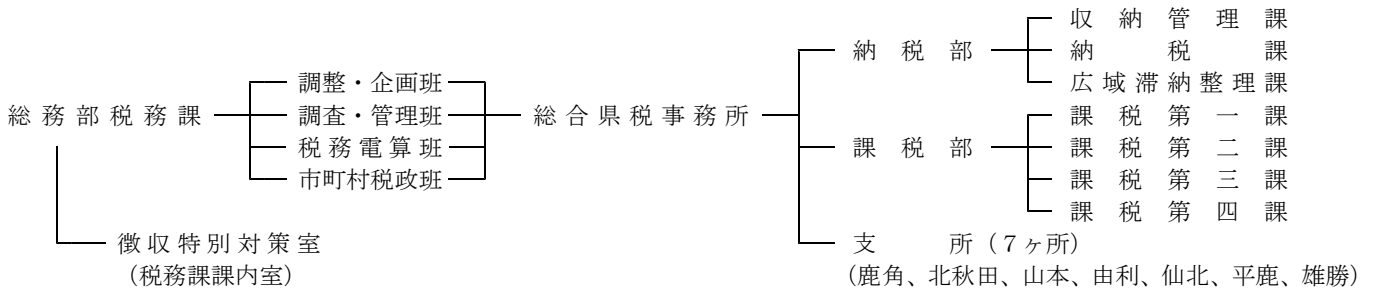 総務部税務課
調整・企画班
調査・管理班
税務電算班
市町村税政班
徴収特別対策室
(税務課課内室)
総合県税事務所
納税部
収納管理課
納税課
広域滞納整理課
課税部
課税第一課
課税第二課
課税第三課
課税第四課
支所(7ヶ所)
(鹿角、北秋田、山本、由利、仙北、平鹿、雄勝)